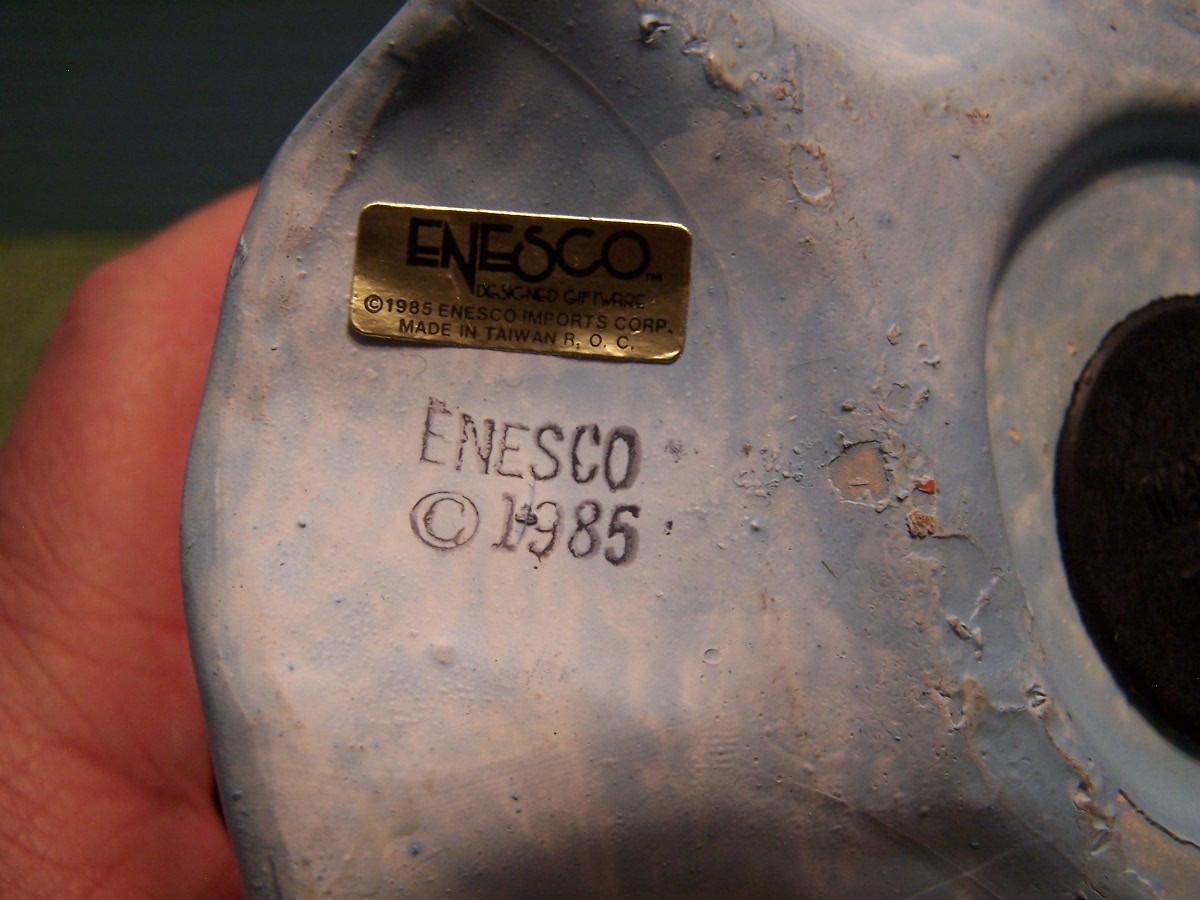 ENESCO™
DESIGNED GIFTWARE
©1985 ENESCO IMPORTS CORP.
MADE IN TAIWAN R. O. C.
ENESCO
© 1985